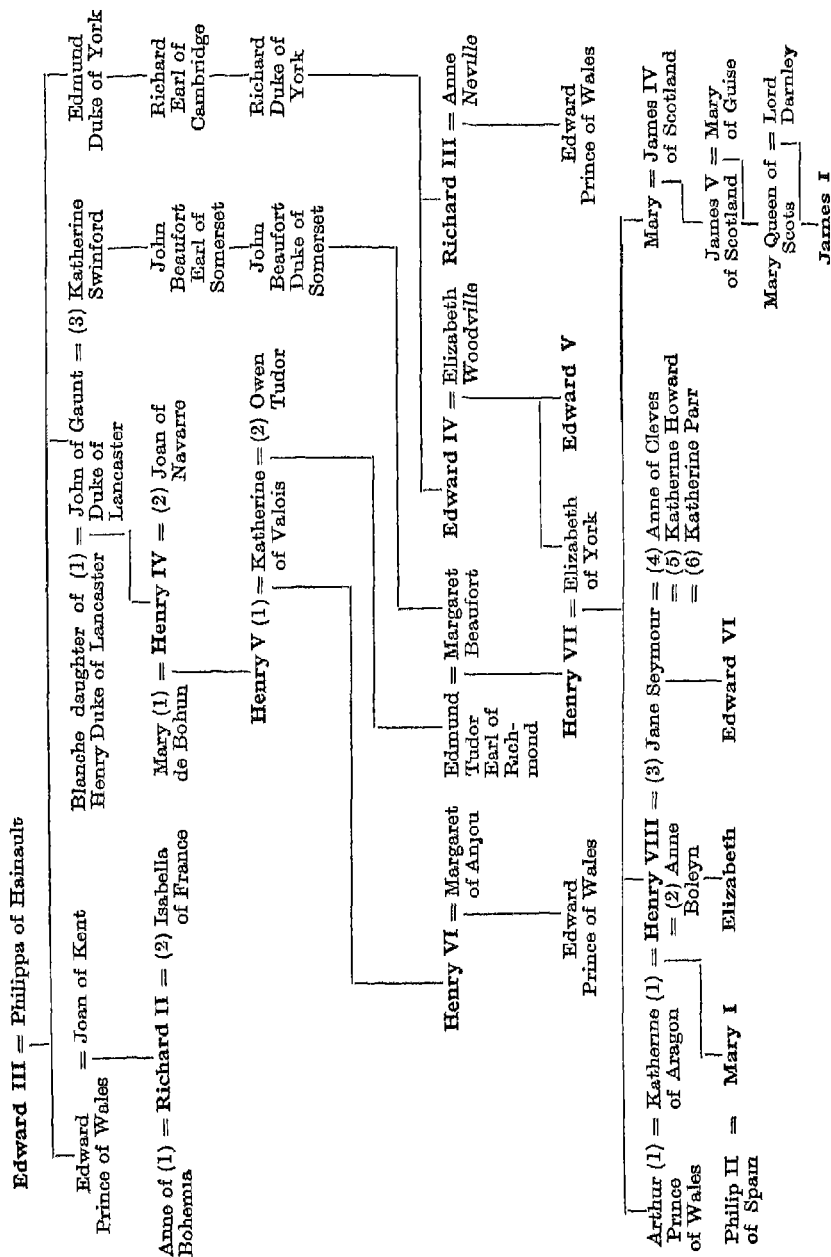 Edward III = Philippa of Hainault
Edward Prince of Wales = Joan of Kent
Blanche daughter of (1) = John of Gaunt = (3) Katherine
Henry Duke of Lancaster
Duke of
Lancaster
Swinford
Edmund
Duke of York
Anne of (1) = Richard II = (2) Isabella
Bohemia
of France
Mary (1) = Henry IV = (2) Joan of
de Bohun
Navarre
John
Beaufort
Earl of
Somerset
Richard
Earl of
Cambridge
Henry V (1) = Katherine = (2) Owen
of Valois
Tudor
John
Beaufort
Duke of
Somerset
Richard
Duke of
York
Henry VI = Margaret
of Anjou
Edmund = Margaret
Tudor
Earl of
Rich-
mond
Beaufort
Edward IV = Elizabeth
Woodville
Richard III = Anne
Neville
Edward
Prince of Wales
Henry VII = Elizabeth
of York
Edward V
Edward
Prince of Wales
Arthur (1) = Katherine (1) = Henry VIII = (3) Jane Seymour = (4) Anne of Cleves
Prince
of Wales
of Aragon
= (2) Anne
Boleyn
= (5) Katherine Howard
= (6) Katherine Parr
Mary = James IV
of Scotland
Philip II = Mary I
of Spain
Elizabeth
Edward VI
James V = Mary
of Scotland
of Guise
Mary Queen of = Lord
Scots
Darnley
James I